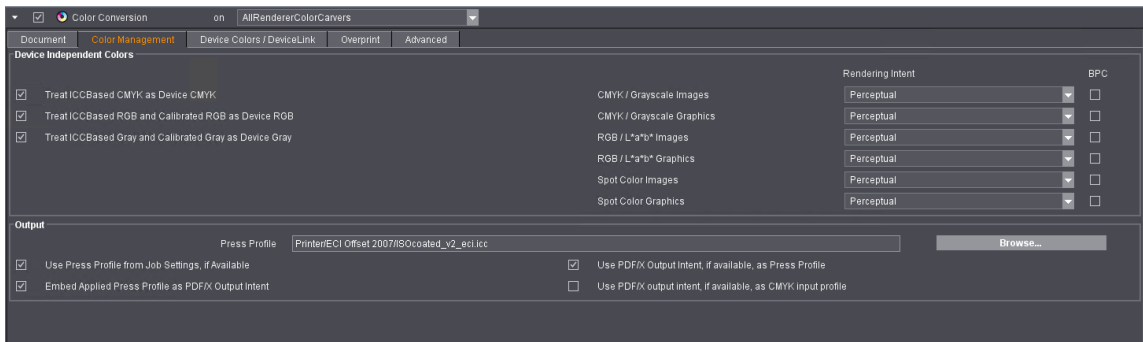 Color Conversion on AllRendererColorCarvers
Document Color Management Device Colors / DeviceLink Overprint Advanced
Device Independent Colors
Rendering Intent BPC
Treat ICCBased CMYK as Device CMYK CMYK / Grayscale Images Perceptual
Treat ICCBased RGB and Calibrated RGB as Device RGB CMYK / Grayscale Graphics Perceptual
Treat ICCBased Gray and Calibrated Gray as Device Gray RGB / L*a*b* Images Perceptual
RGB / L*a*b* Graphics Perceptual
Spot Color Images Perceptual
Spot Color Graphics Perceptual
Output
Press Profile Printer/ECI Offset 2007/ISOcoated_v2_eci.icc Browse...
Use Press Profile from Job Settings, if Available Use PDF/X Output Intent, if available, as Press Profile
Embed Applied Press Profile as PDF/X Output Intent Use PDF/X output intent, if available, as CMYK input profile